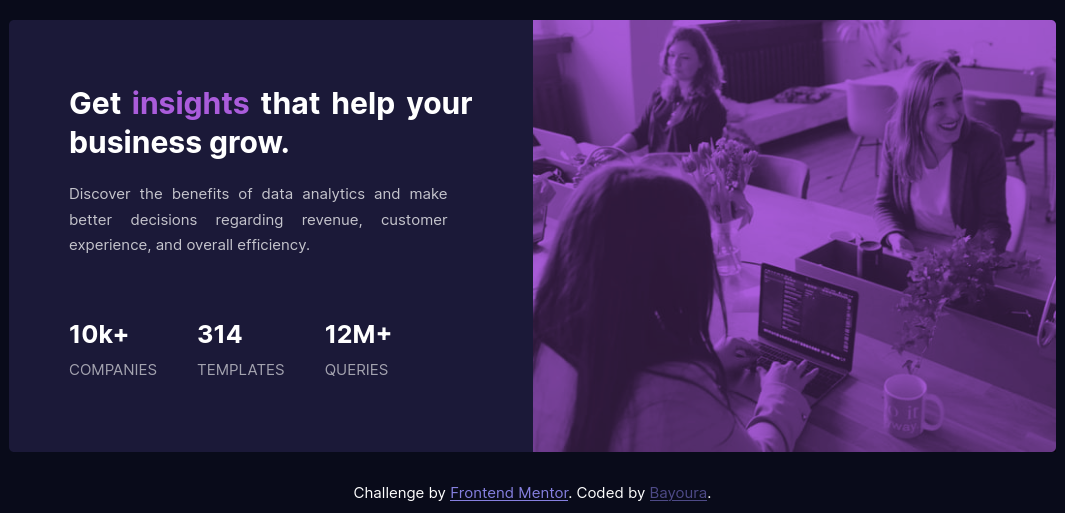 Get insights that help your
business grow.
Discover the benefits of data analytics and make
better decisions regarding revenue, customer
experience, and overall efficiency.
10k+ 314 12M+
COMPANIES TEMPLATES QUERIES
Challenge by Frontend Mentor. Coded by Bayoura.